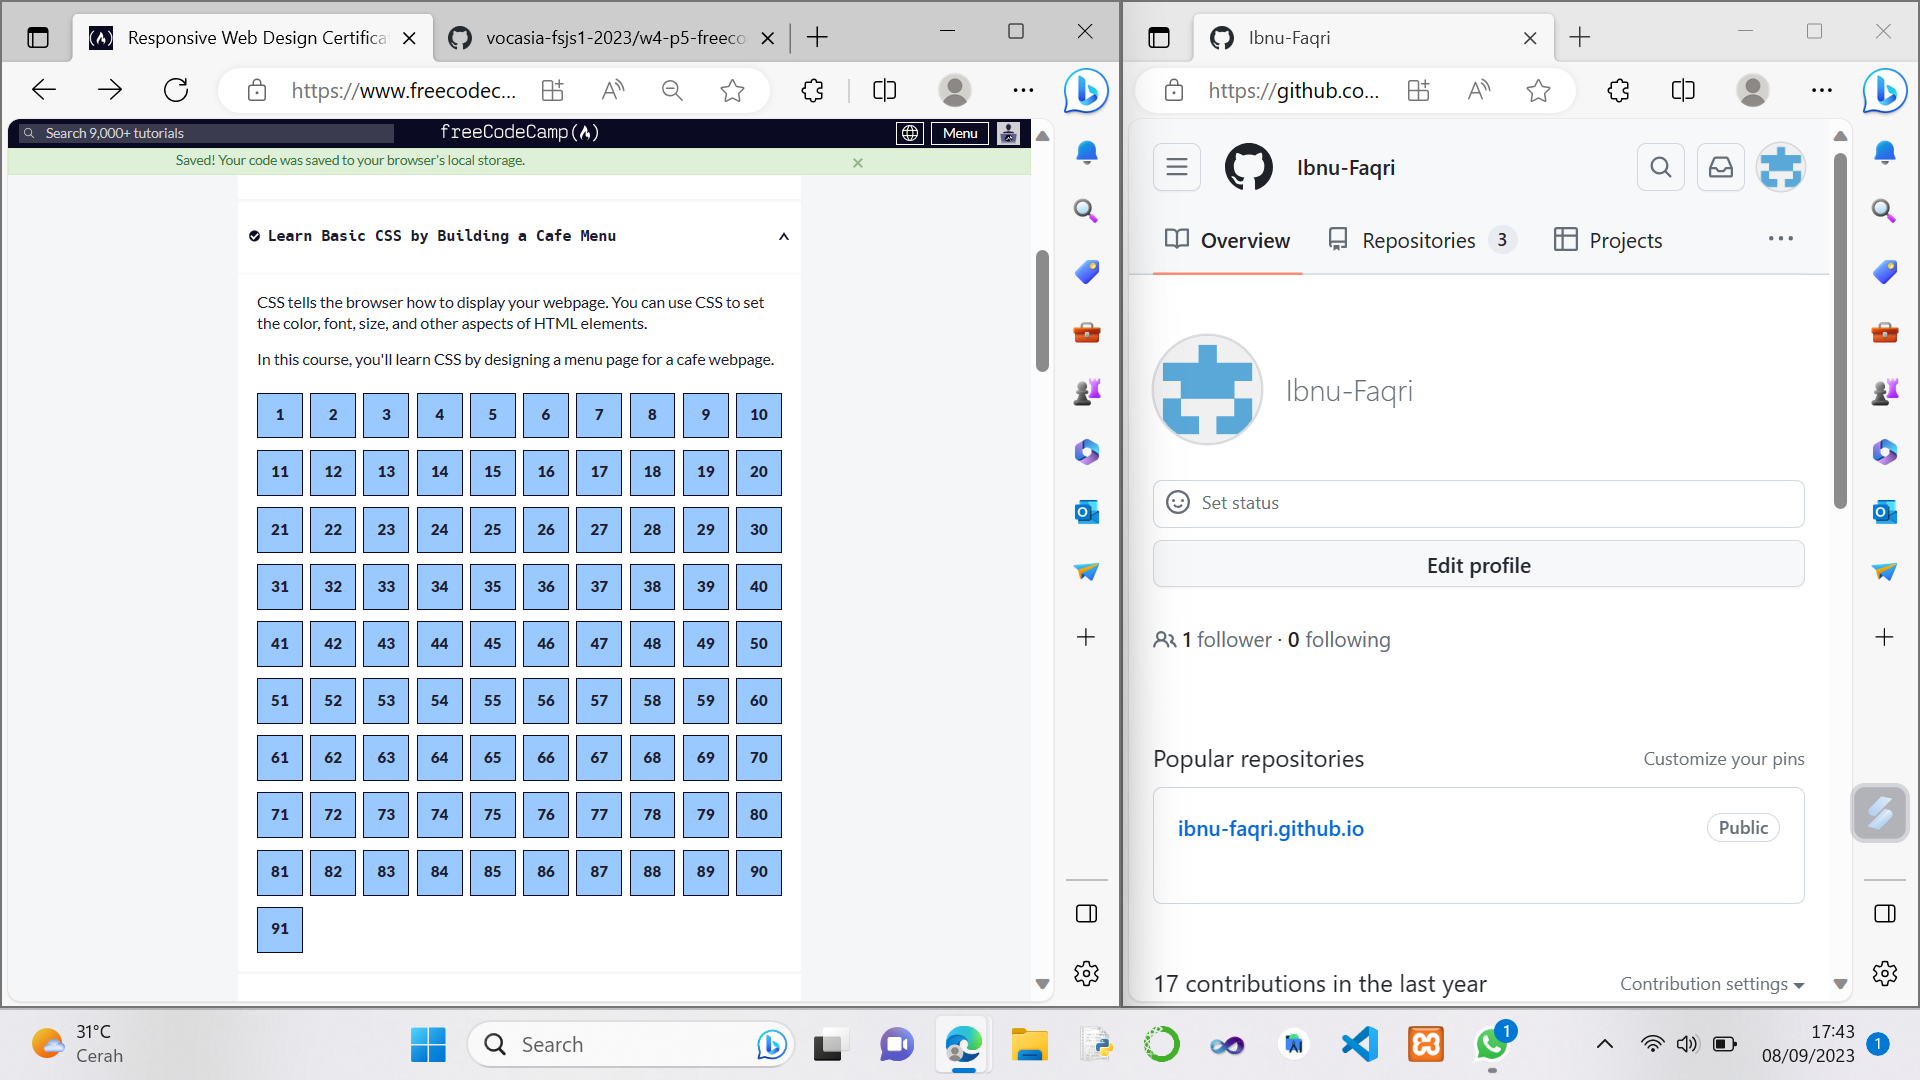 Responsive Web Design Certifica
vocasia-fsjs1-2023/w4-p5-freeco
https://www.freecodec...
Search 9,000+ tutorials
freeCodeCamp
Menu
Saved! Your code was saved to your browser's local storage.
Learn Basic CSS by Building a Cafe Menu
CSS tells the browser how to display your webpage. You can use CSS to set
the color, font, size, and other aspects of HTML elements.
In this course, you'll learn CSS by designing a menu page for a cafe webpage.
1 2 3 4 5 6 7 8 9 10
11 12 13 14 15 16 17 18 19 20
21 22 23 24 25 26 27 28 29 30
31 32 33 34 35 36 37 38 39 40
41 42 43 44 45 46 47 48 49 50
51 52 53 54 55 56 57 58 59 60
61 62 63 64 65 66 67 68 69 70
71 72 73 74 75 76 77 78 79 80
81 82 83 84 85 86 87 88 89 90
91
Ibnu-Faqri
https://github.co...
Ibnu-Faqri
Overview
Repositories 3
Projects
Ibnu-Faqri
Set status
Edit profile
1 follower · 0 following
Popular repositories
Customize your pins
ibnu-faqri.github.io
Public
17 contributions in the last year
Contribution settings
31°C
Cerah
Search
1
17:43
08/09/2023
1